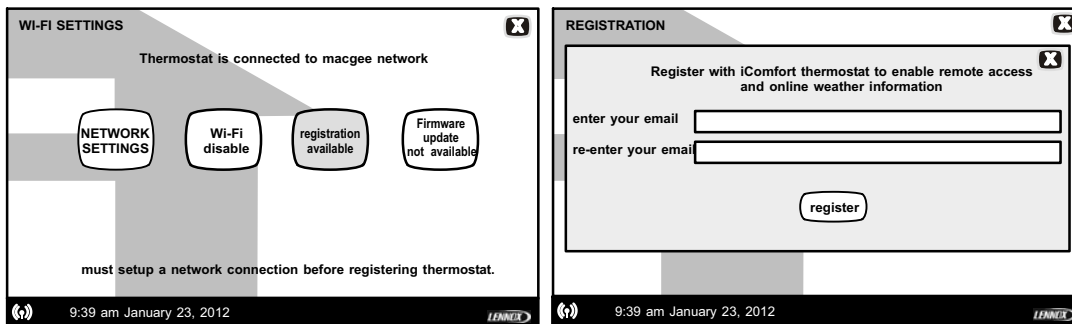 WI-FI SETTINGS
X
Thermostat is connected to macgee network
NETWORK
SETTINGS
Wi-Fi
disable
registration
available
Firmware
update
not available
must setup a network connection before registering thermostat.
9:39 am January 23, 2012
LENNOX
REGISTRATION
X
X
Register with iComfort thermostat to enable remote access
and online weather information
enter your email
re-enter your email
register
9:39 am January 23, 2012
LENNOX